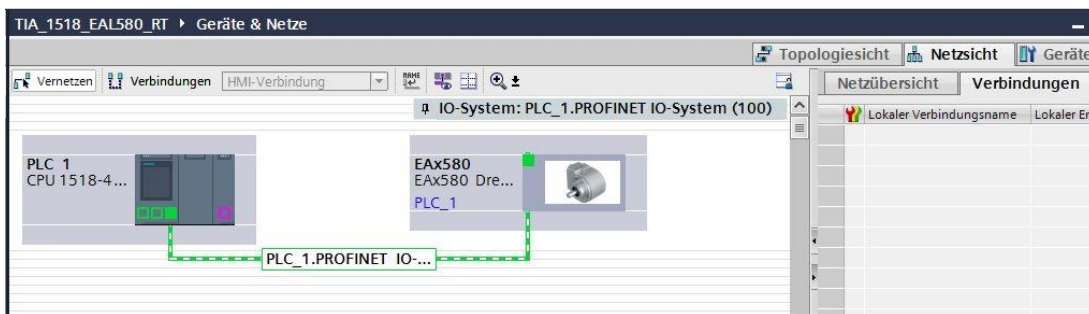 TIA_1518_EAL580_RT ▸ Geräte & Netze
Topologiesicht Netzsicht Geräte
Vernetzen Verbindungen HMI-Verbindung
Netzübersicht Verbindungen
IO-System: PLC_1.PROFINET IO-System (100)
Lokaler Verbindungsname Lokaler Er
PLC_1
CPU 1518-4...
EAx580
EAx580 Dre...
PLC_1
PLC_1.PROFINET IO-...